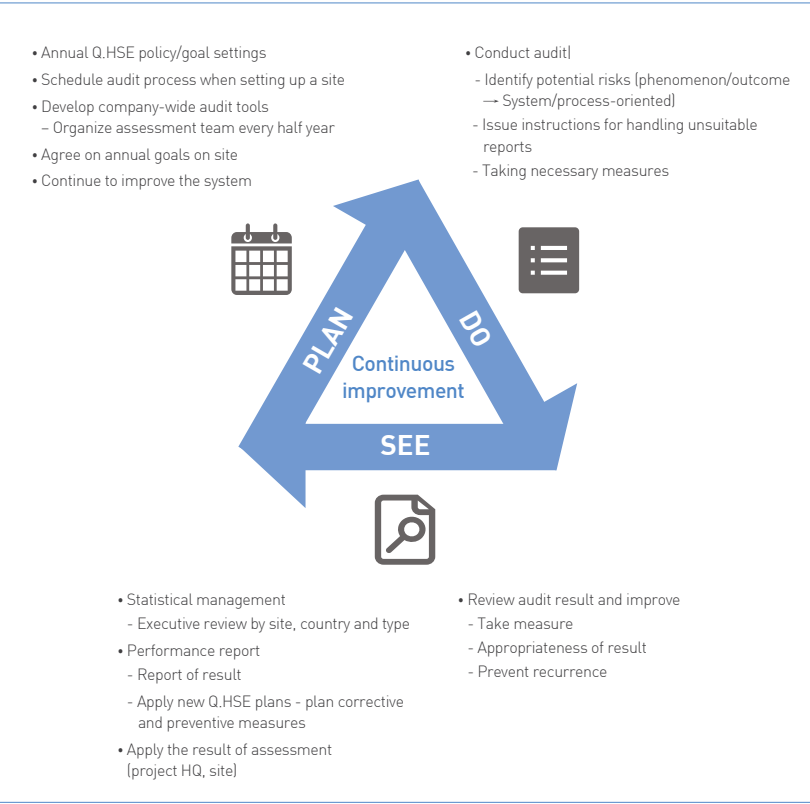 • Annual Q.HSE policy/goal settings
• Schedule audit process when setting up a site
• Develop company-wide audit tools
– Organize assessment team every half year
• Agree on annual goals on site
• Continue to improve the system
• Conduct audit|
- Identify potential risks (phenomenon/outcome
→ System/process-oriented)
- Issue instructions for handling unsuitable
reports
- Taking necessary measures
PLAN
DO
Continuous
improvement
SEE
• Statistical management
- Executive review by site, country and type
• Performance report
- Report of result
- Apply new Q.HSE plans - plan corrective
and preventive measures
• Apply the result of assessment
(project HQ, site)
• Review audit result and improve
- Take measure
- Appropriateness of result
- Prevent recurrence